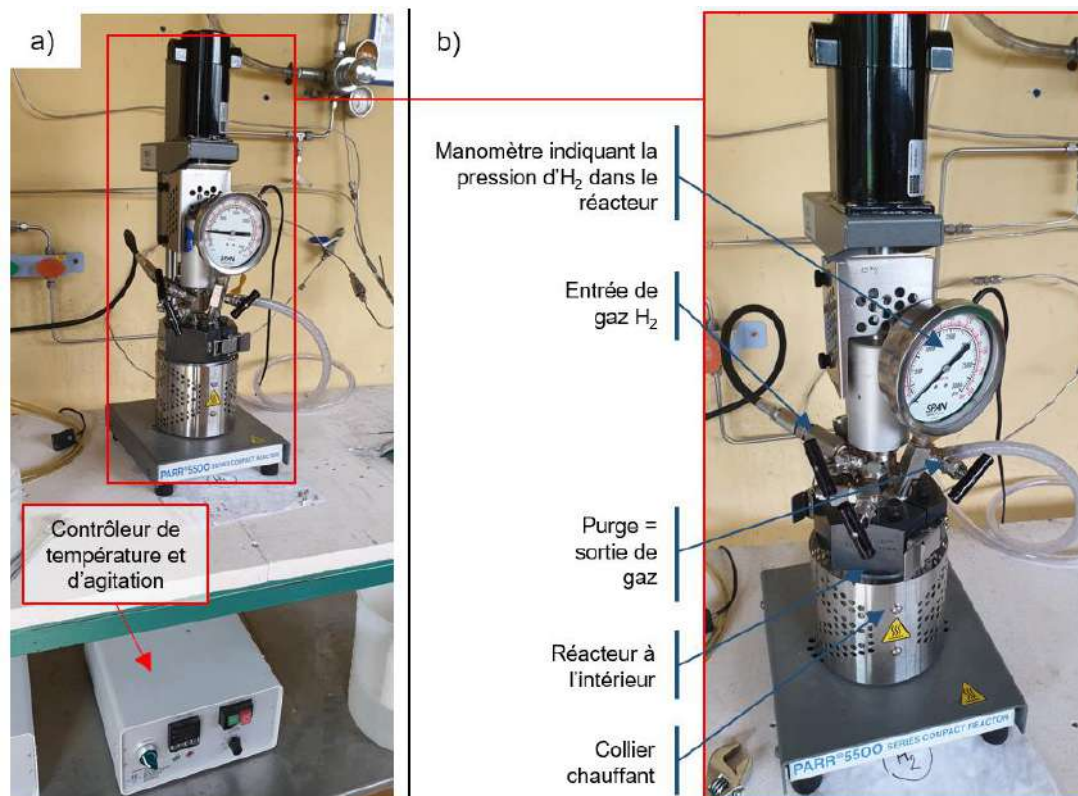 a)
b)
Manomètre indiquant la
pression d'H₂ dans le
réacteur
Entrée de
gaz H₂
SPAN
SPAN
PARR® 5500 SERIES COMPACT REACTOR
Contrôleur de
température et
d'agitation
Purge =
sortie de
gaz
Réacteur à
l'intérieur
Collier
chauffant
PARR® 5500 SERIES COMPACT REACTOR
H₂